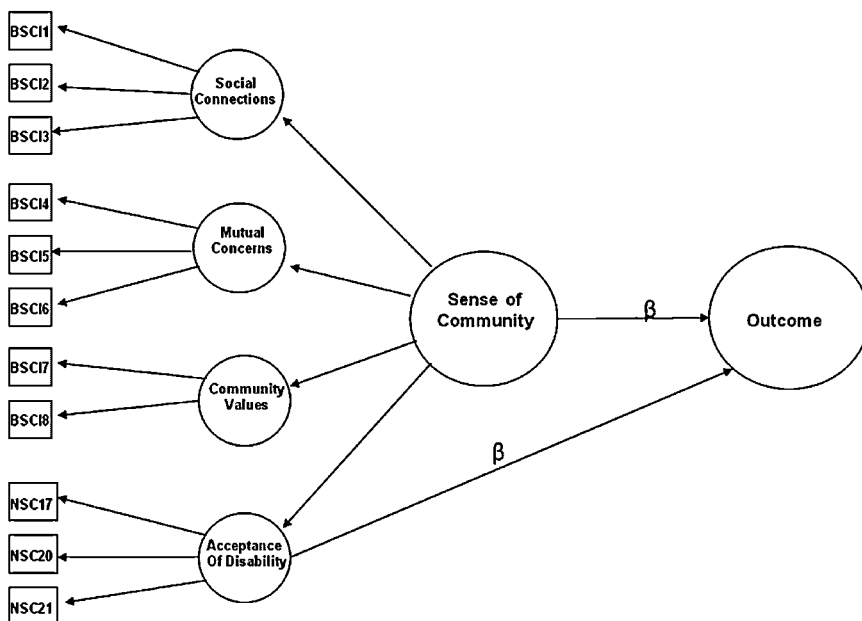 BSCI1
BSCI2
BSCI3
Social
Connections
BSCI4
BSCI5
BSCI6
Mutual
Concerns
BSCI7
BSCI8
Community
Values
NSC17
NSC20
NSC21
Acceptance
Of Disability
Sense of
Community
β
β
Outcome